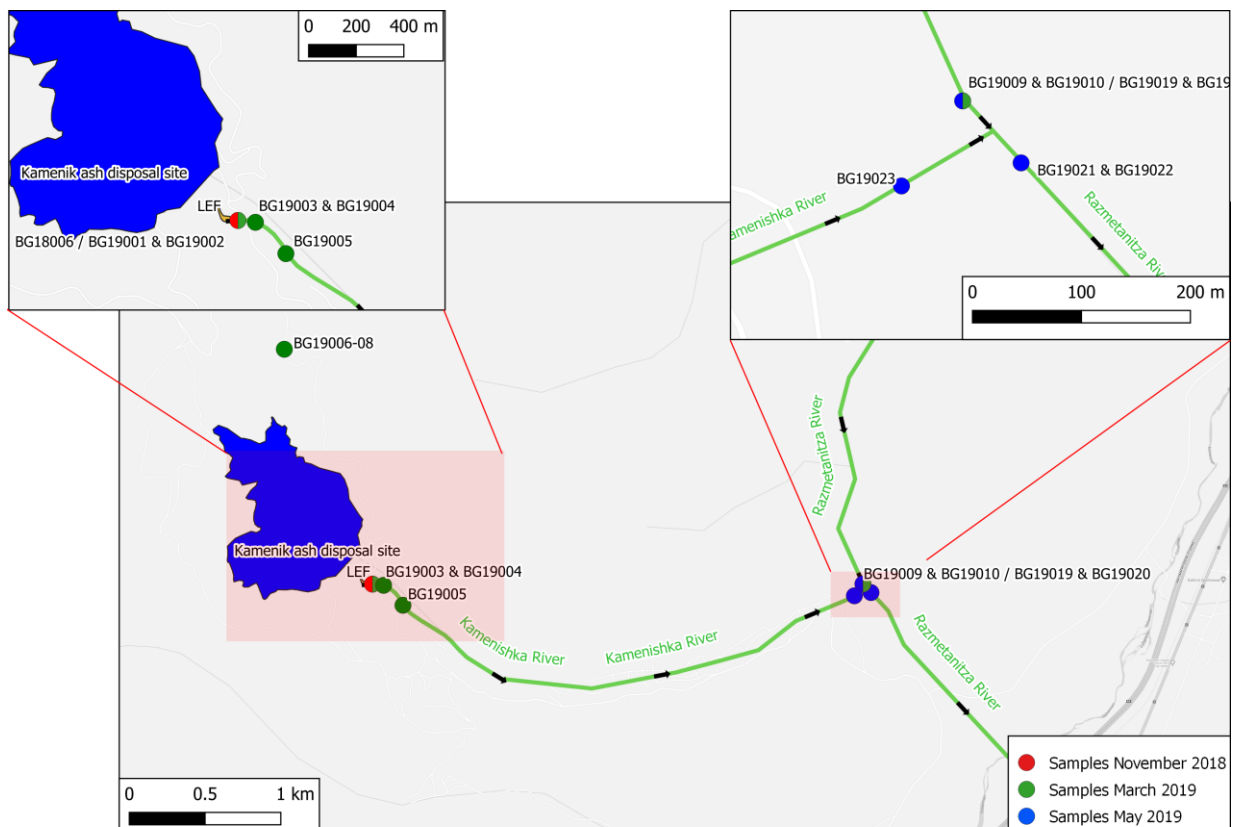 0 200 400 m
Kamenik ash disposal site
LEF
BG19003 & BG19004
BG18006 / BG19001 & BG19002
BG19005
BG19009 & BG19010 / BG19019 & BG19
BG19021 & BG19022
BG19023
amenishka River
Razmetanitza Rive
0 100 200 m
BG19006-08
Razmetanitza River
Kamenik ash disposal site
LEF
BG19003 & BG19004
BG19005
BG19009 & BG19010 / BG19019 & BG19020
Kamenishka River
Kamenishka River
Razmetanitza River
0 0.5 1 km
Samples November 2018
Samples March 2019
Samples May 2019